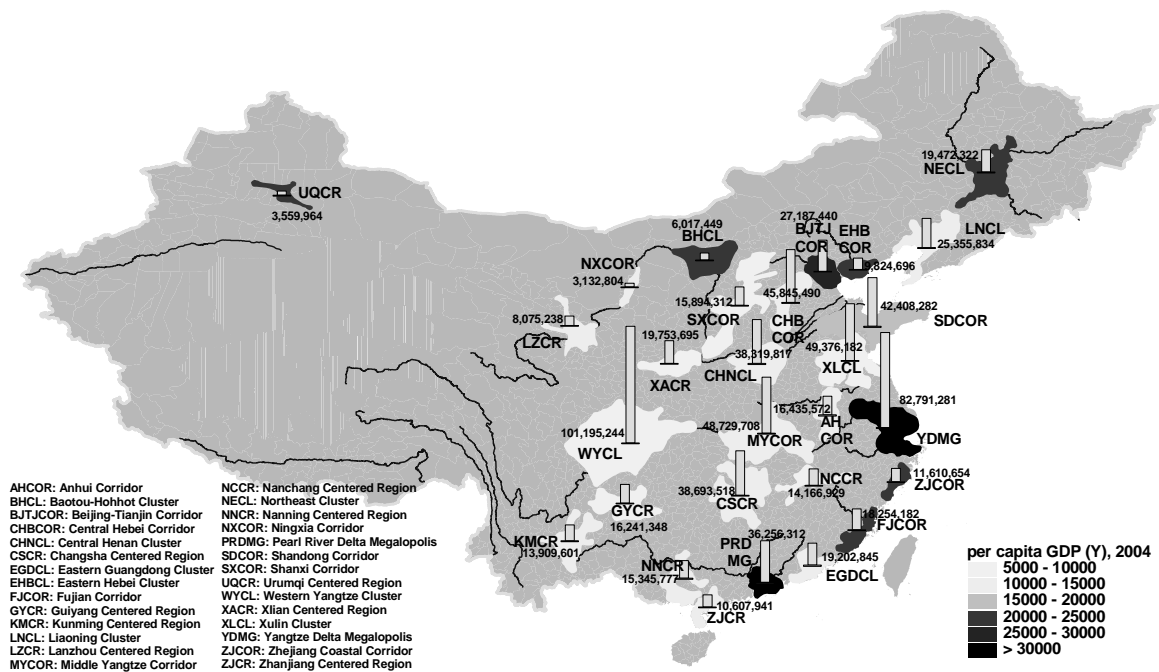 19,472,322
NECL
UQCR
3,559,964
6,017,449
BHCL
27,187,440
BJTJ
COR
EHB
COR
9,824,696
LNCL
25,355,834
NXCOR
3,132,804
15,894,312
SXCOR
45,845,490
CHB
COR
42,408,282
SDCOR
8,075,238
LZCR
19,753,695
XACR
38,319,817
CHNCL
49,376,182
XLCL
82,791,281
YDMG
101,195,244
WYCL
48,729,708
MYCOR
16,435,572
AH
COR
11,610,654
ZJCOR
38,693,518
CSCR
NCCR
14,166,929
GYCR
16,241,348
18,254,182
FJCOR
KMCR
13,909,601
NNCR
15,345,777
36,256,312
PRD
MG
19,202,845
EGDCL
10,607,941
ZJCR
AHCOR: Anhui Corridor
BHCL: Baotou-Hohhot Cluster
BJTJCOR: Beijing-Tianjin Corridor
CHBCOR: Central Hebei Corridor
CHNCL: Central Henan Cluster
CSCR: Changsha Centered Region
EGDCL: Eastern Guangdong Cluster
EHBCL: Eastern Hebei Cluster
FJCOR: Fujian Corridor
GYCR: Guiyang Centered Region
KMCR: Kunming Centered Region
LNCL: Liaoning Cluster
LZCR: Lanzhou Centered Region
MYCOR: Middle Yangtze Corridor
NCCR: Nanchang Centered Region
NECL: Northeast Cluster
NNCR: Nanning Centered Region
NXCOR: Ningxia Corridor
PRDMG: Pearl River Delta Megalopolis
SDCOR: Shandong Corridor
SXCOR: Shanxi Corridor
UQCR: Urumqi Centered Region
WYCL: Western Yangtze Cluster
XACR: XIian Centered Region
XLCL: Xulin Cluster
YDMG: Yangtze Delta Megalopolis
ZJCOR: Zhejiang Coastal Corridor
ZJCR: Zhanjiang Centered Region
per capita GDP (Y), 2004
5000 - 10000
10000 - 15000
15000 - 20000
20000 - 25000
25000 - 30000
> 30000